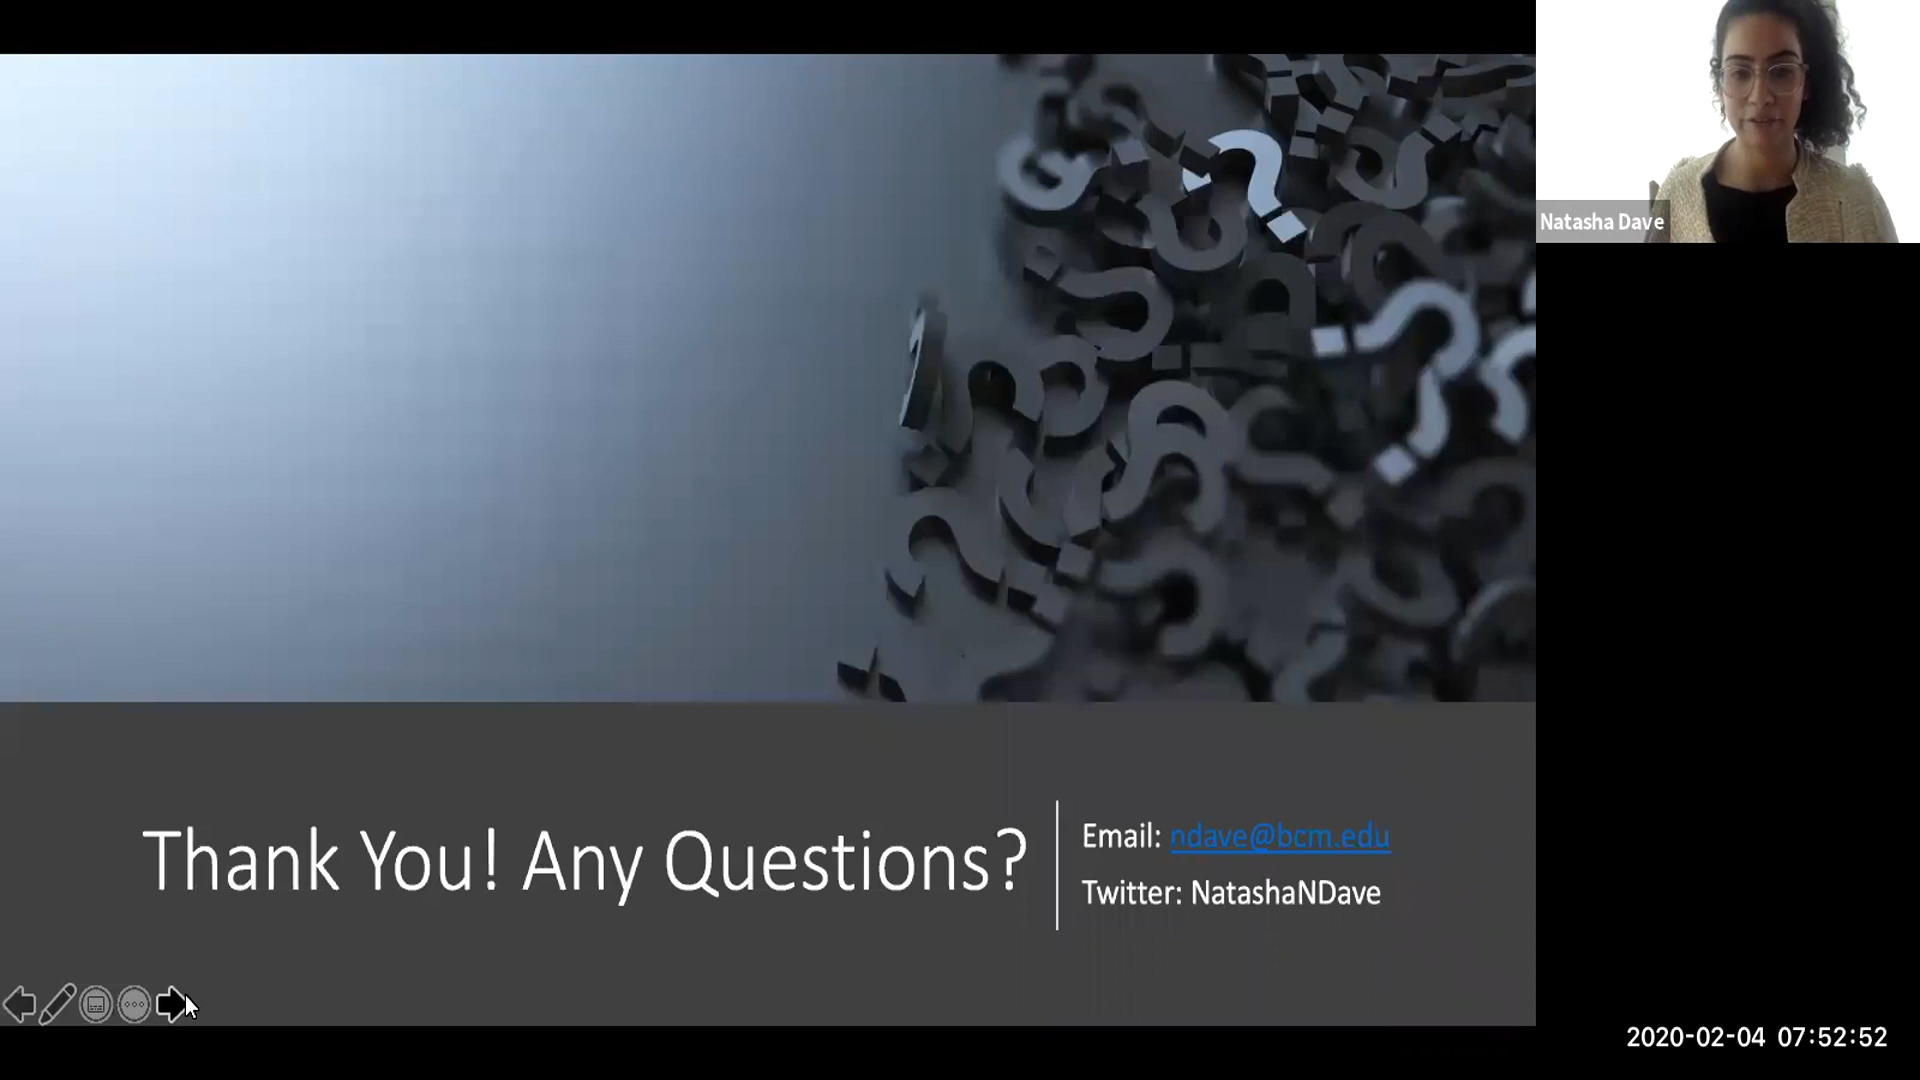 Natasha Dave
Thank You! Any Questions?
Email: ndave@bcm.edu
Twitter: NatashaNDave
2020-02-04 07:52:52